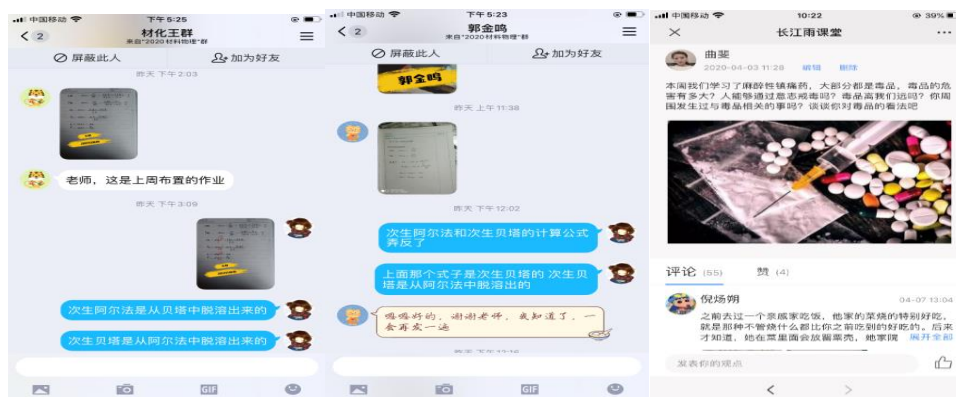 中国移动 下午5:25
2
材化王群
来自"2020材料物理"群
屏蔽此人 加为好友
昨天 下午2:03
老师，这是上周布置的作业
昨天 下午3:09
次生阿尔法是从贝塔中脱溶出来的
次生贝塔是从阿尔法中脱溶出来的
GIF
中国移动 下午5:23
2
郭金鸣
来自"2020材料物理"群
屏蔽此人 加为好友
郭金鸣
昨天 上午11:38
昨天 下午12:02
次生阿尔法和次生贝塔的计算公式
弄反了
上面那个式子是次生贝塔的 次生贝
塔是从阿尔法中脱溶出的
嗯嗯好的，谢谢老师，我知道了，一
会再发一遍
昨天 下午12:16
GIF
中国移动 10:22 39%
长江雨课堂
曲斐
2020-04-03 11:28 编辑 删除
本周我们学习了麻醉性镇痛药，大部分都是毒品，毒品的危
害有多大？人能够通过意志戒毒吗？毒品离我们远吗？你周
围发生过与毒品相关的事吗？谈谈你对毒品的看法吧
评论 (55) 赞 (4)
倪炀朔 04-07 13:04
之前去过一个亲戚家吃饭，他家的菜烧的特别好吃，
就是那种不管烧什么都比你之前吃到的好吃的。后来
才知道，她在菜里面会放罂粟壳，她家呢 展开全部
发表你的观点